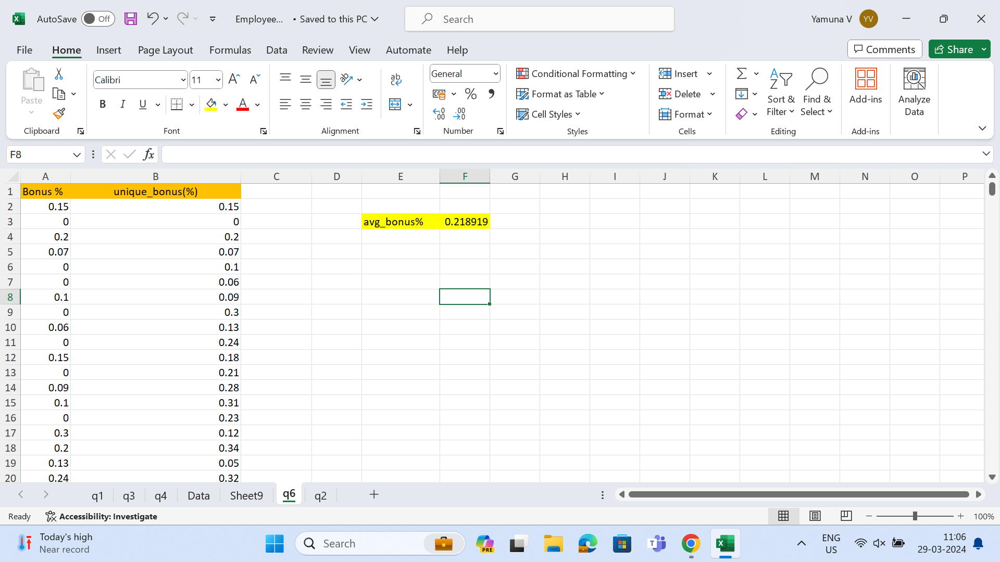 AutoSave Off Employee... • Saved to this PC Search Yamuna V YV
File Home Insert Page Layout Formulas Data Review View Automate Help Comments Share
Paste
Clipboard
Calibri 11 A A
B I U A
Font
ab
c
Alignment
General
% ,
←0 .00
.00 →0
Number
Conditional Formatting
Format as Table
Cell Styles
Styles
Insert
Delete
Format
Cells
Σ
Sort & Filter
Find & Select
Editing
Add-ins
Add-ins
Analyze Data
F8 fx
A B C D E F G H I J K L M N O P
1 Bonus % unique_bonus(%)
2 0.15 0.15
3 0 0 avg_bonus% 0.218919
4 0.2 0.2
5 0.07 0.07
6 0 0.1
7 0 0.06
8 0.1 0.09
9 0 0.3
10 0.06 0.13
11 0 0.24
12 0.15 0.18
13 0 0.21
14 0.09 0.28
15 0.1 0.31
16 0 0.23
17 0.3 0.12
18 0.2 0.34
19 0.13 0.05
20 0.24 0.32
q1 q3 q4 Data Sheet9 q6 q2 +
Ready Accessibility: Investigate − + 100%
Today's high
Near record
Search
PRE
ENG
US
11:06
29-03-2024